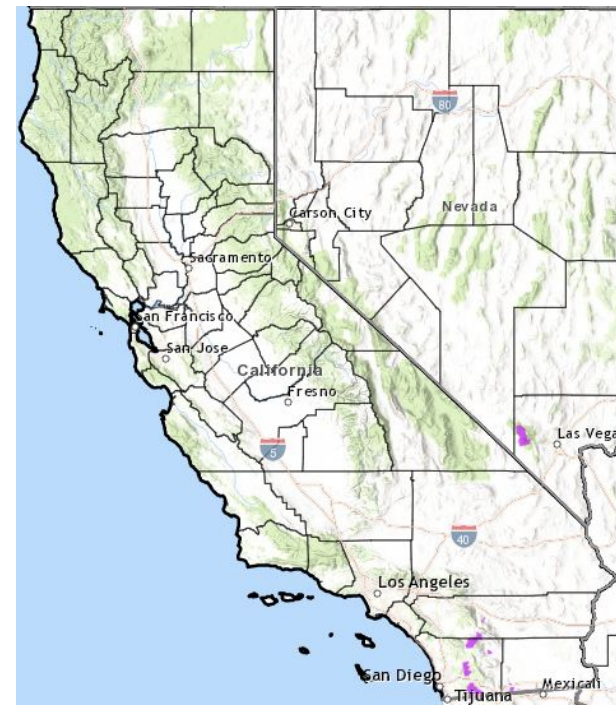 80
Carson City
Nevada
Sacramento
San Francisco
San Jose
California
Fresno
Las Vega
5
40
Los Angeles
San Diego
Mexicali
Tijuana